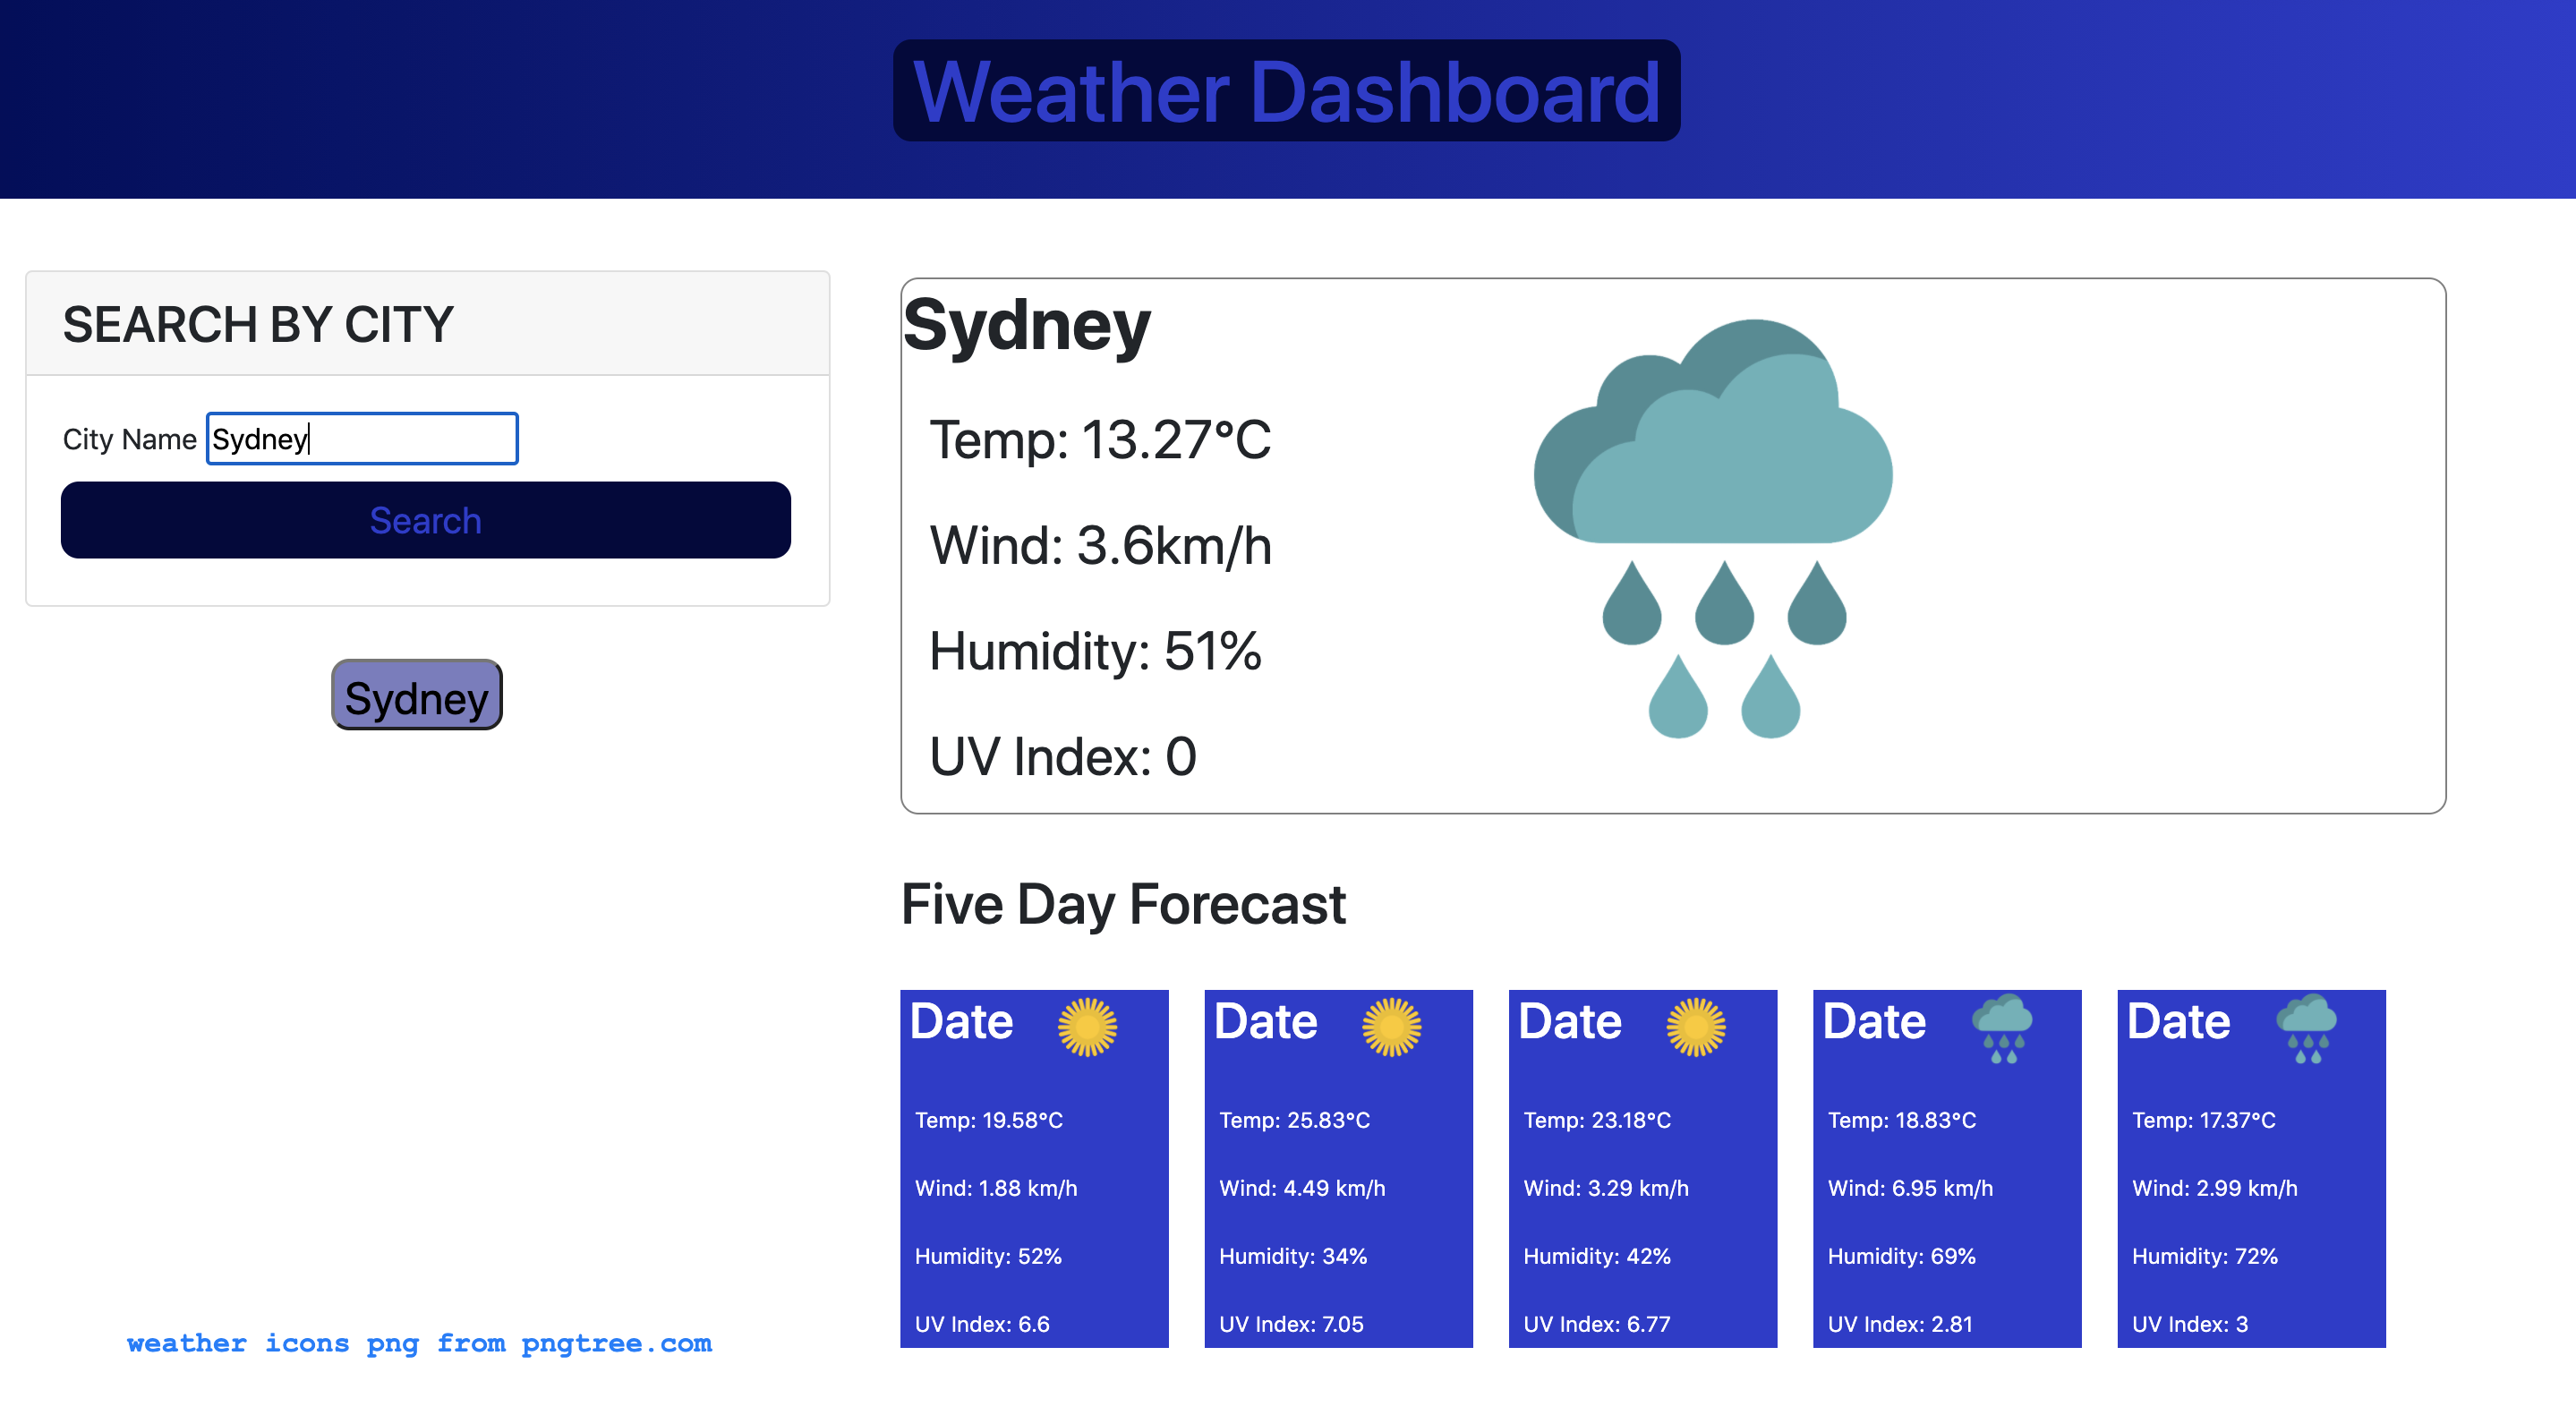 Weather Dashboard
SEARCH BY CITY
City Name Sydney
Search
Sydney
Sydney
Temp: 13.27°C
Wind: 3.6km/h
Humidity: 51%
UV Index: 0
Five Day Forecast
Date
Temp: 19.58°C
Wind: 1.88 km/h
Humidity: 52%
UV Index: 6.6
Date
Temp: 25.83°C
Wind: 4.49 km/h
Humidity: 34%
UV Index: 7.05
Date
Temp: 23.18°C
Wind: 3.29 km/h
Humidity: 42%
UV Index: 6.77
Date
Temp: 18.83°C
Wind: 6.95 km/h
Humidity: 69%
UV Index: 2.81
Date
Temp: 17.37°C
Wind: 2.99 km/h
Humidity: 72%
UV Index: 3
weather icons png from pngtree.com